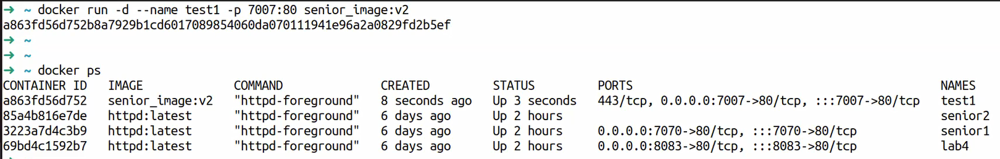 → ~ docker run -d --name test1 -p 7007:80 senior_image:v2
a863fd56d752b8a7929b1cd6017089854060da070111941e96a2a0829fd2b5ef
→ ~
→ ~
→ ~ docker ps
CONTAINER ID   IMAGE             COMMAND              CREATED         STATUS         PORTS                                            NAMES
a863fd56d752   senior_image:v2   "httpd-foreground"   8 seconds ago   Up 3 seconds   443/tcp, 0.0.0.0:7007->80/tcp, :::7007->80/tcp   test1
85a4b816e7de   httpd:latest      "httpd-foreground"   6 days ago      Up 2 hours                                                      senior2
3223a7d4c3b9   httpd:latest      "httpd-foreground"   6 days ago      Up 2 hours     0.0.0.0:7070->80/tcp, :::7070->80/tcp            senior1
69bd4c1592b7   httpd:latest      "httpd-foreground"   6 days ago      Up 2 hours     0.0.0.0:8083->80/tcp, :::8083->80/tcp            lab4